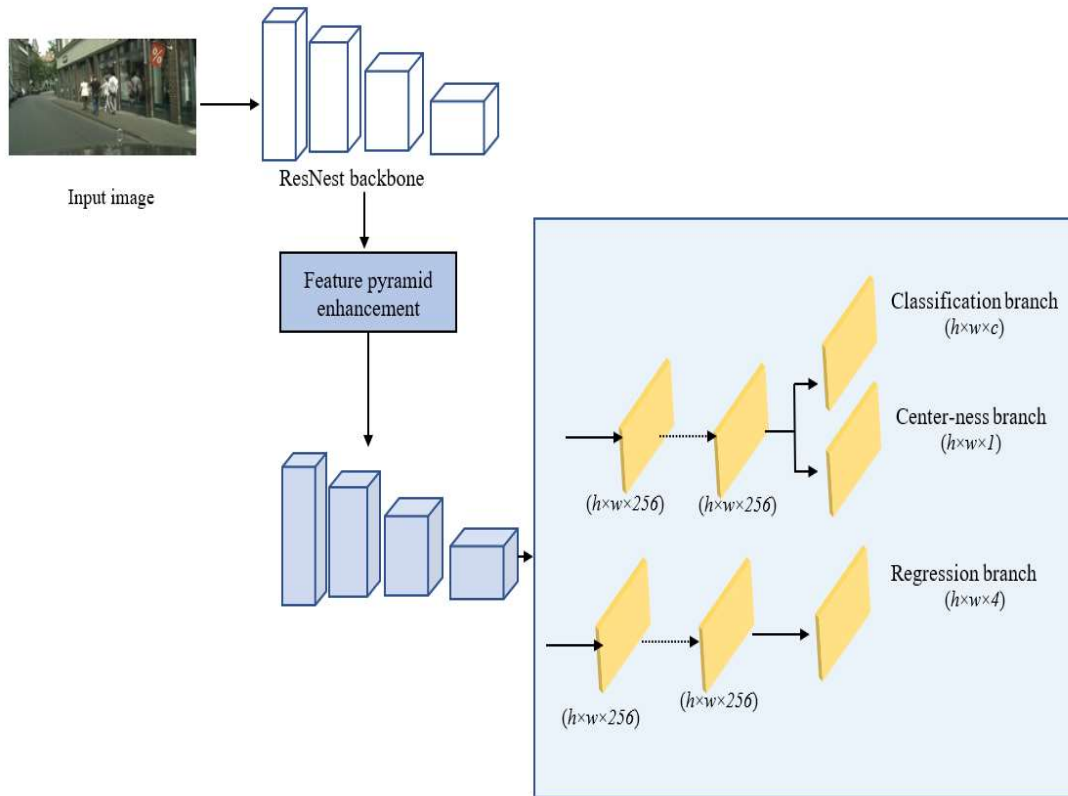 %
Input image
ResNest backbone
Feature pyramid
enhancement
Classification branch
(h×w×c)
Center-ness branch
(h×w×1)
(h×w×256)
(h×w×256)
Regression branch
(h×w×4)
(h×w×256)
(h×w×256)